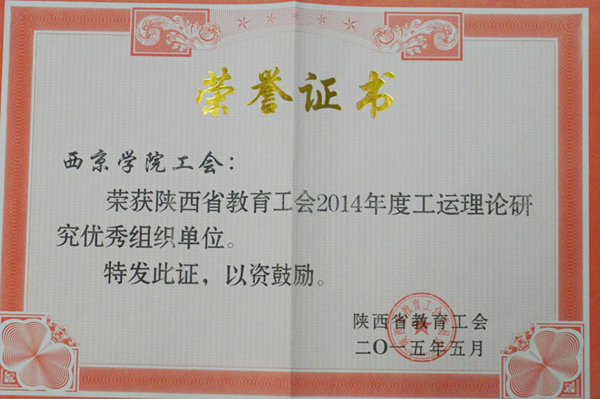 荣誉证书
西京学院工会：
荣获陕西省教育工会2014年度工运理论研
究优秀组织单位。
特发此证，以资鼓励。
陕西省教育工会
二〇一五年五月